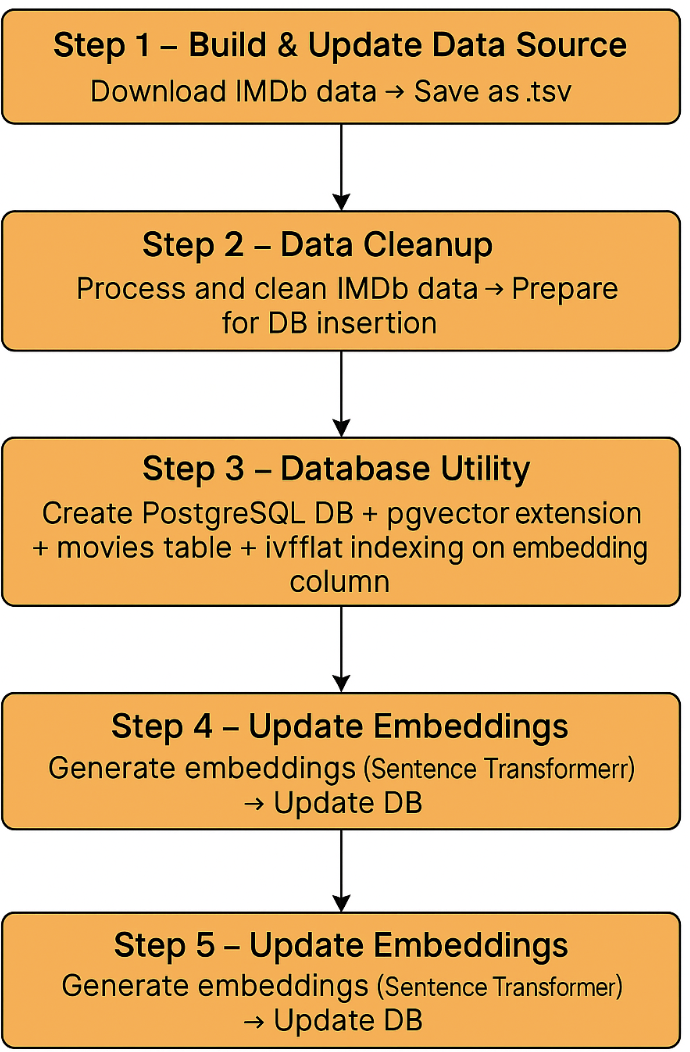 Step 1 – Build & Update Data Source
Download IMDb data → Save as .tsv
Step 2 – Data Cleanup
Process and clean IMDb data → Prepare
for DB insertion
Step 3 – Database Utility
Create PostgreSQL DB + pgvector extension
+ movies table + ivfflat indexing on embedding
column
Step 4 – Update Embeddings
Generate embeddings (Sentence Transformerr)
→ Update DB
Step 5 – Update Embeddings
Generate embeddings (Sentence Transformer)
→ Update DB